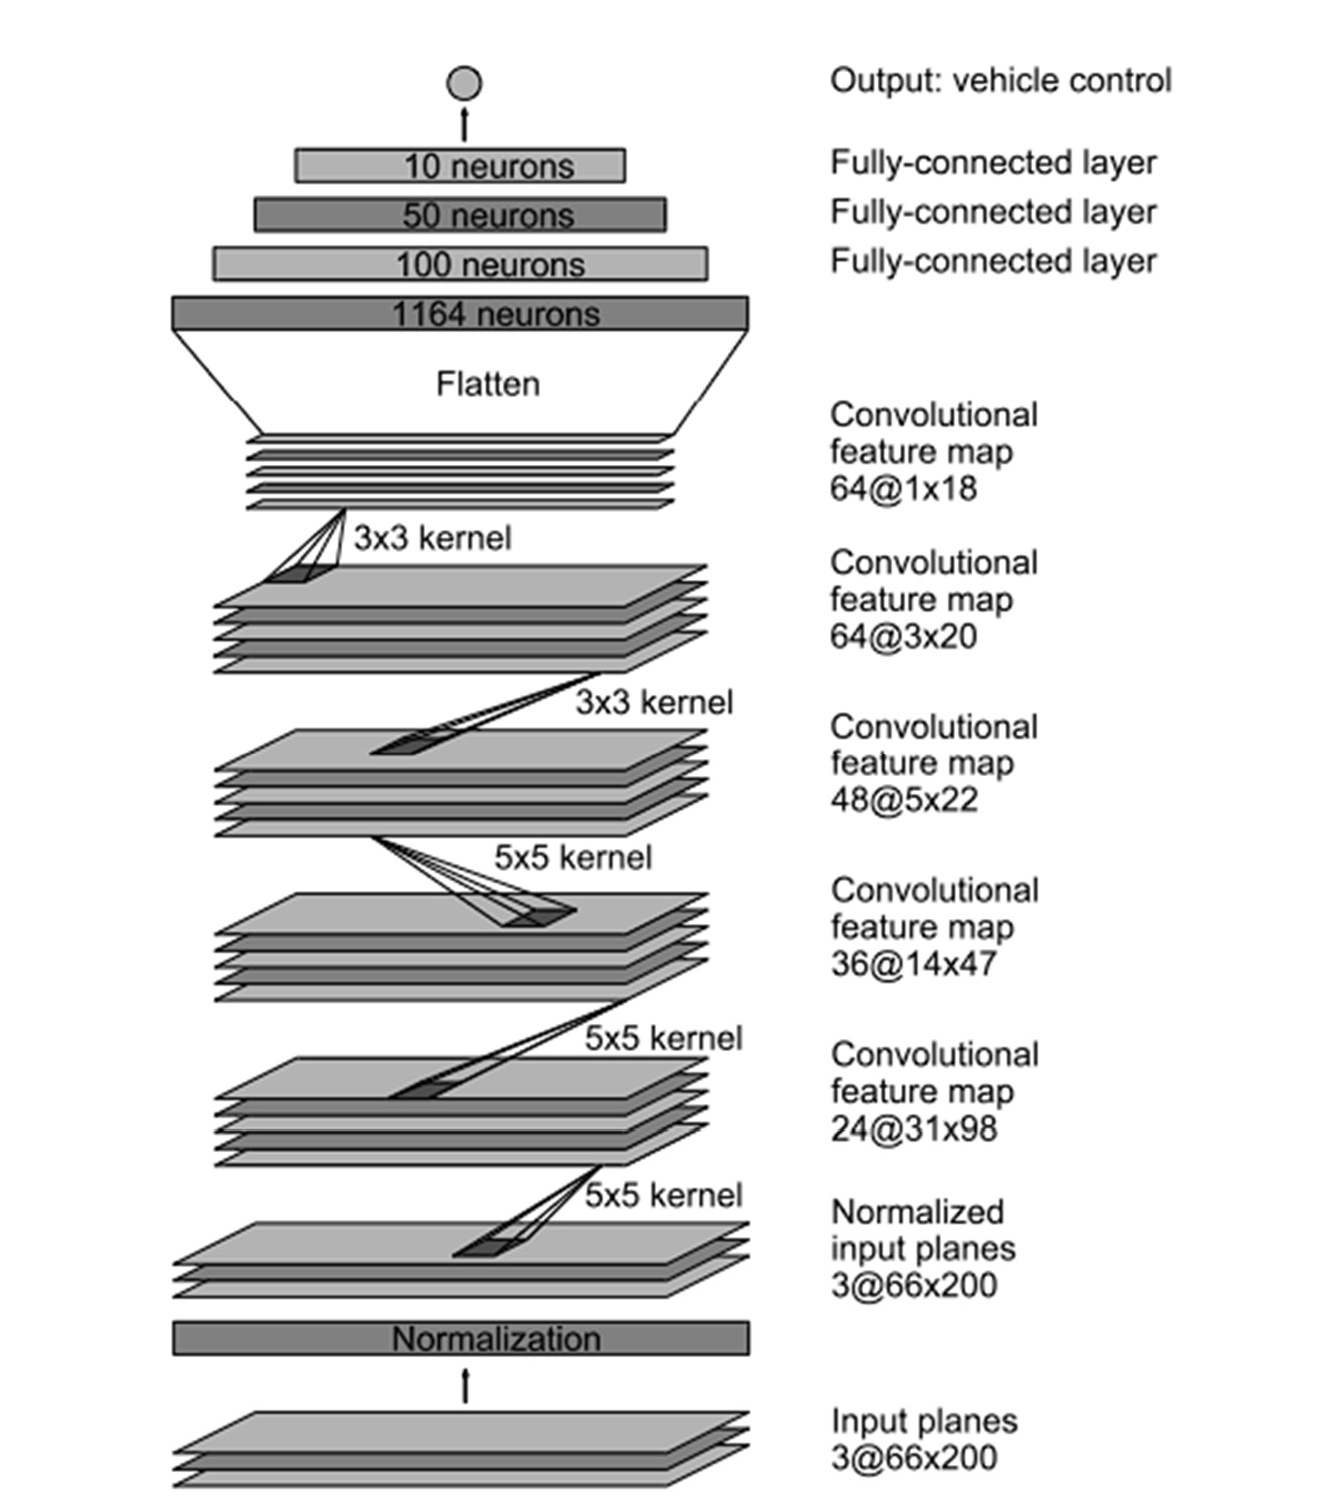 Output: vehicle control
10 neurons
Fully-connected layer
50 neurons
Fully-connected layer
100 neurons
Fully-connected layer
1164 neurons
Flatten
Convolutional
feature map
64@1x18
3x3 kernel
Convolutional
feature map
64@3x20
3x3 kernel
Convolutional
feature map
48@5x22
5x5 kernel
Convolutional
feature map
36@14x47
5x5 kernel
Convolutional
feature map
24@31x98
5x5 kernel
Normalized
input planes
3@66x200
Normalization
Input planes
3@66x200